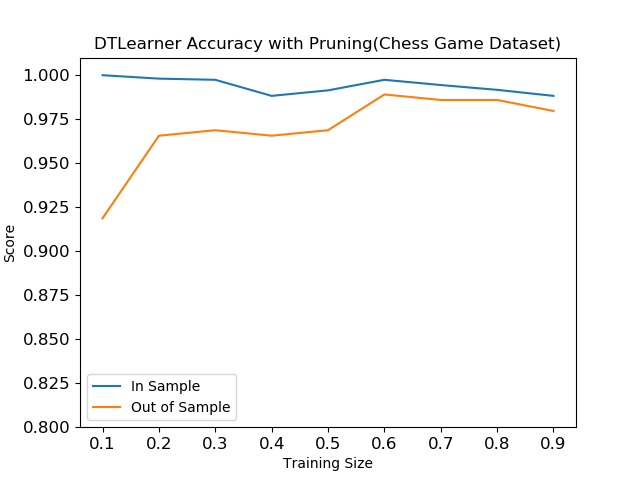 DTLearner Accuracy with Pruning(Chess Game Dataset)
1.000
0.975
0.950
0.925
0.900
0.875
0.850
0.825
0.800
Score
In Sample
Out of Sample
0.1 0.2 0.3 0.4 0.5 0.6 0.7 0.8 0.9
Training Size